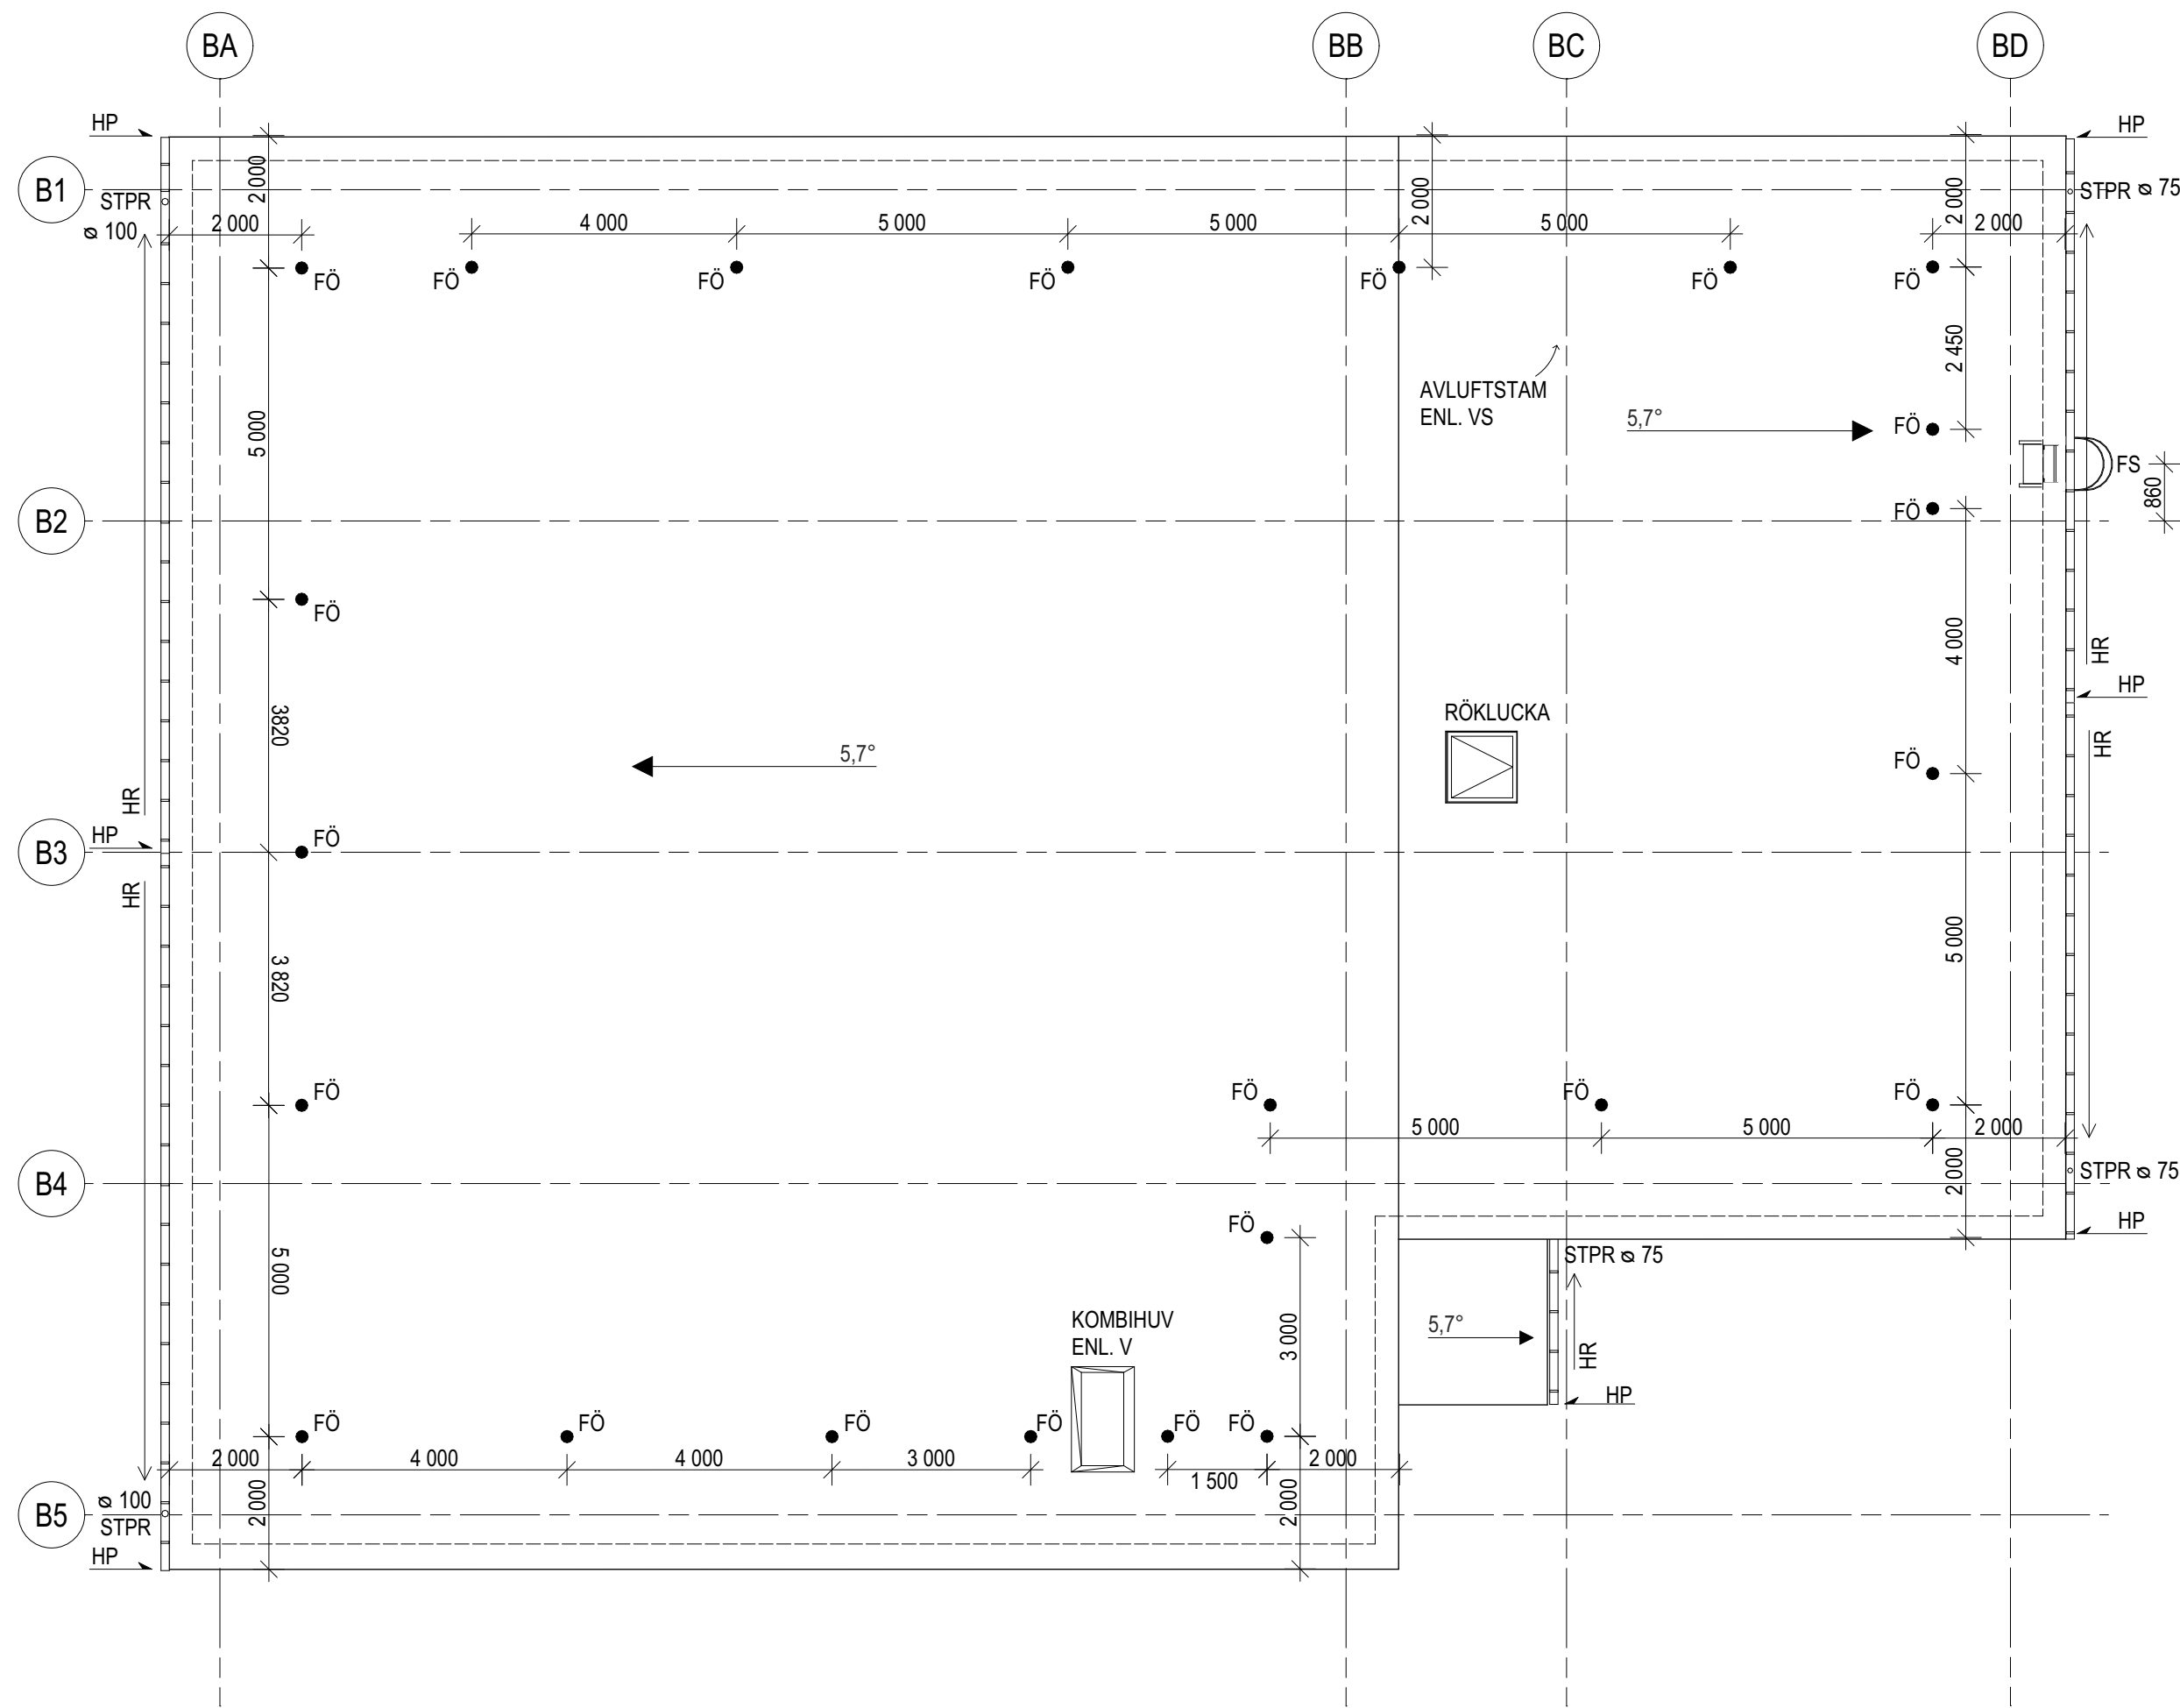 BA
BB
BC
BD
HP
HP
B1
STPR
ø 100
2 000
2 000
4 000
5 000
5 000
2 000
5 000
2 000
2 000
STPR ø 75
FÖ
FÖ
FÖ
FÖ
FÖ
FÖ
FÖ
2 450
AVLUFTSTAM
ENL. VS
5,7°
FÖ
5 000
FS
860
B2
FÖ
FÖ
4 000
HR
HP
3820
RÖKLUCKA
HR
5,7°
FÖ
HR
HP
B3
FÖ
HR
5 000
3 820
FÖ
FÖ
FÖ
FÖ
5 000
5 000
2 000
2 000
STPR ø 75
B4
FÖ
HP
5 000
STPR ø 75
KOMBIHUV
ENL. V
3 000
5,7°
HR
HP
FÖ
FÖ
FÖ
FÖ
FÖ
FÖ
2 000
4 000
4 000
3 000
1 500
2 000
2 000
2 000
B5
ø 100
STPR
HP